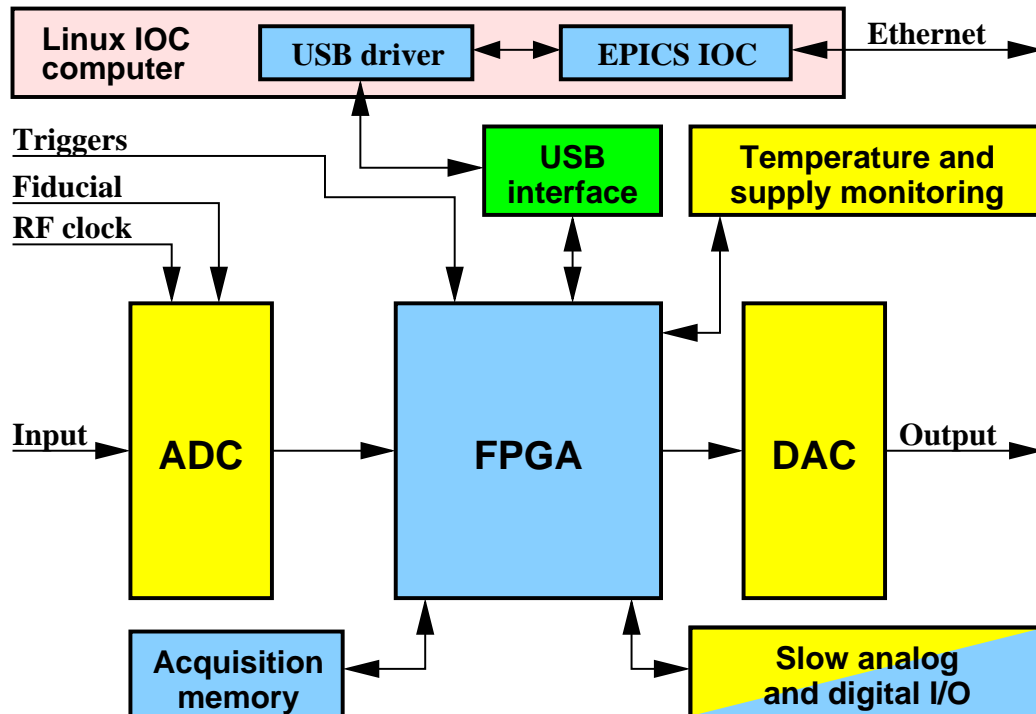 Linux IOC
computer
USB driver
EPICS IOC
Ethernet
Triggers
Fiducial
RF clock
USB
interface
Temperature and
supply monitoring
Input
ADC
FPGA
DAC
Output
Acquisition
memory
Slow analog
and digital I/O